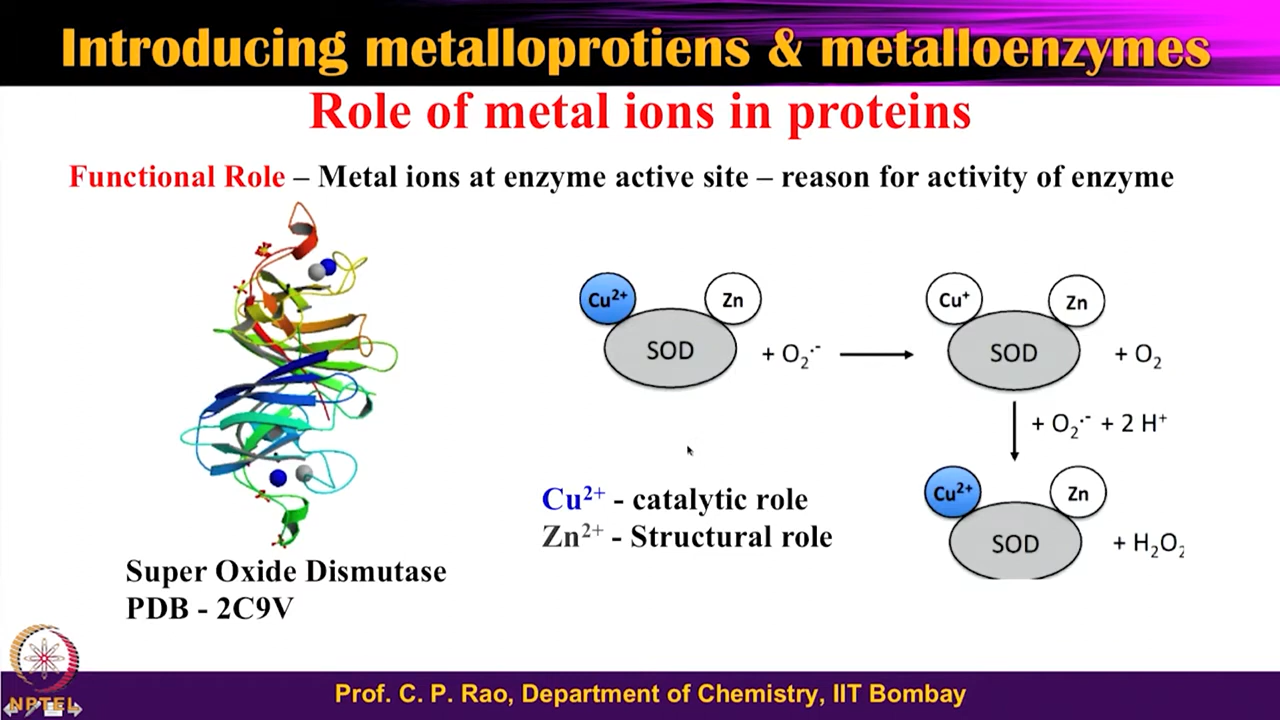 Introducing metalloprotiens & metalloenzymes
Role of metal ions in proteins
Functional Role – Metal ions at enzyme active site – reason for activity of enzyme
Cu²⁺ Zn
SOD + O₂·⁻
Cu⁺ Zn
SOD + O₂
+ O₂·⁻ + 2 H⁺
Cu²⁺ Zn
SOD + H₂O₂
Cu²⁺ - catalytic role
Zn²⁺ - Structural role
Super Oxide Dismutase
PDB - 2C9V
NPTEL
Prof. C. P. Rao, Department of Chemistry, IIT Bombay